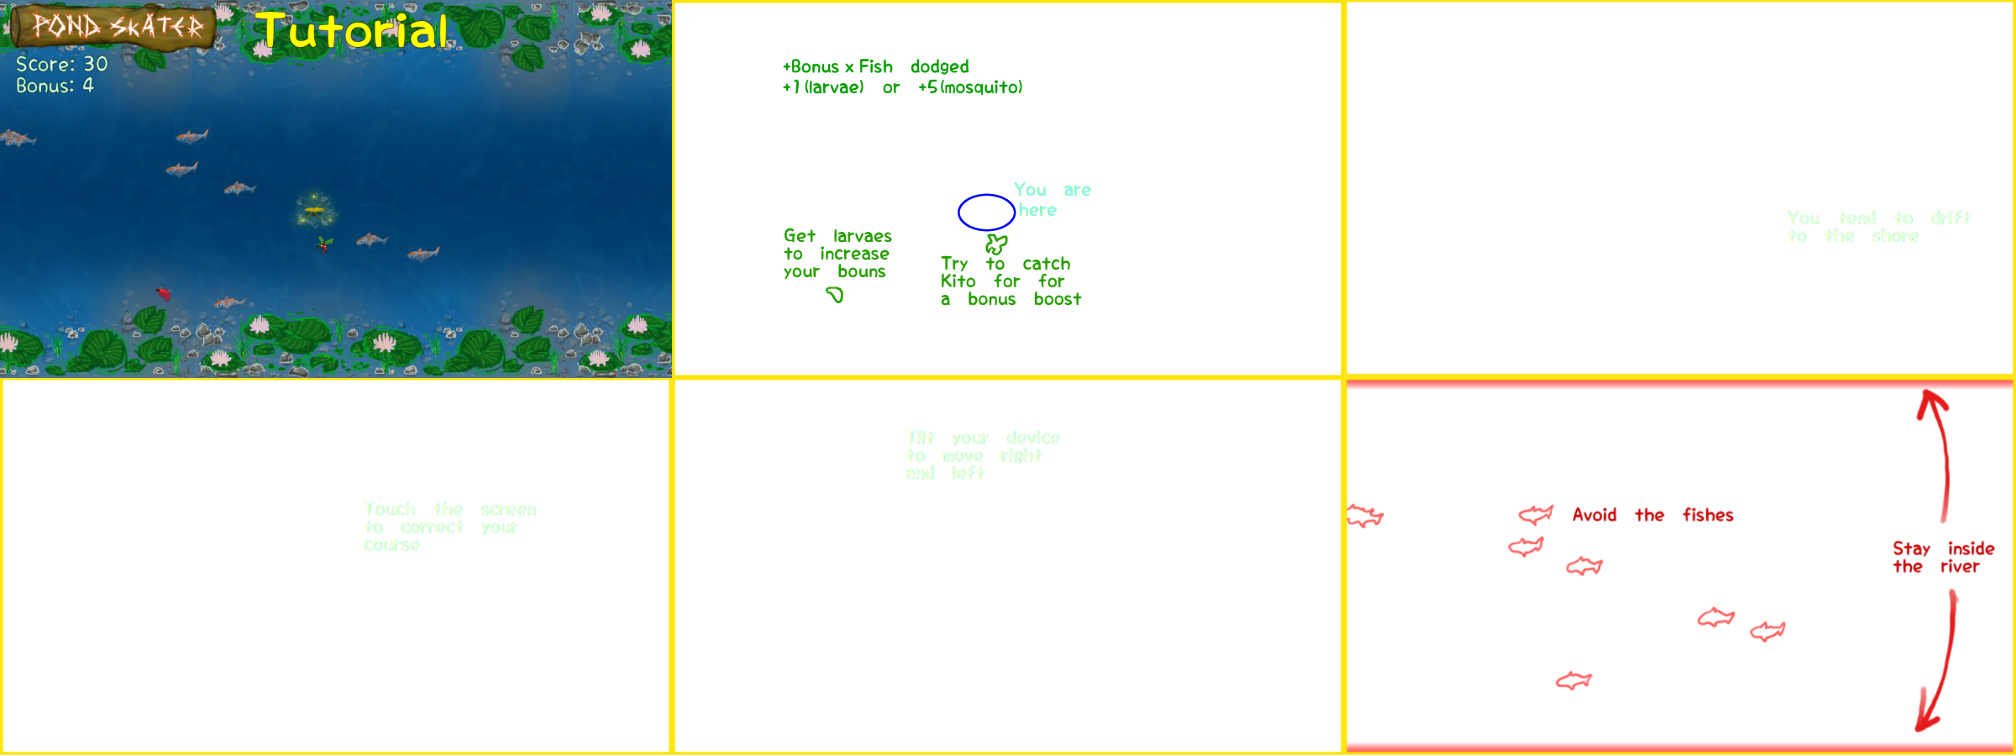 POND SKATER
Tutorial
Score: 30
Bonus: 4
+Bonus x Fish dodged
+1 (larvae) or +5 (mosquito)
You are
here
Get larvaes
to increase
your bouns
Try to catch
Kito for for
a bonus boost
You tend to drift
to the shore
Touch the screen
to correct your
course
Tilt your device
to move right
and left
Avoid the fishes
Stay inside
the river